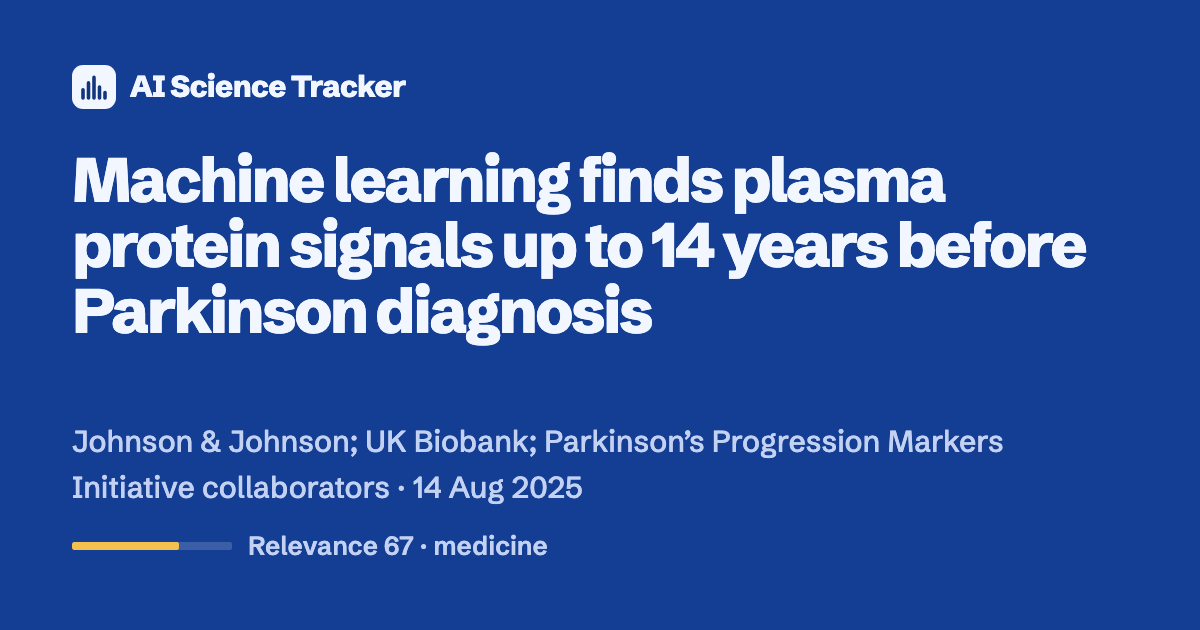 AI Science Tracker
Machine learning finds plasma
protein signals up to 14 years before
Parkinson diagnosis
Johnson & Johnson; UK Biobank; Parkinson’s Progression Markers
Initiative collaborators · 14 Aug 2025
Relevance 67 · medicine